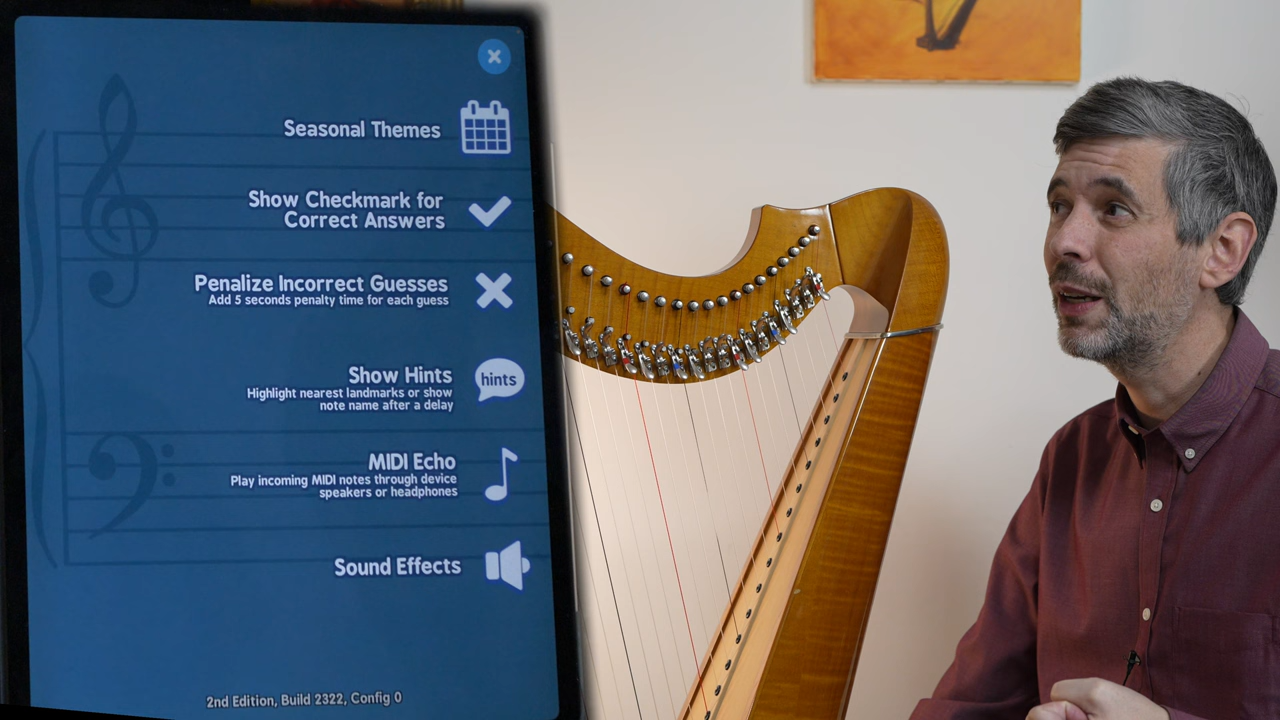 Seasonal Themes
Show Checkmark for
Correct Answers
Penalize Incorrect Guesses
Add 5 seconds penalty time for each guess
Show Hints
hints
Highlight nearest landmarks or show
note name after a delay
MIDI Echo
Play incoming MIDI notes through device
speakers or headphones
Sound Effects
2nd Edition, Build 2322, Config 0